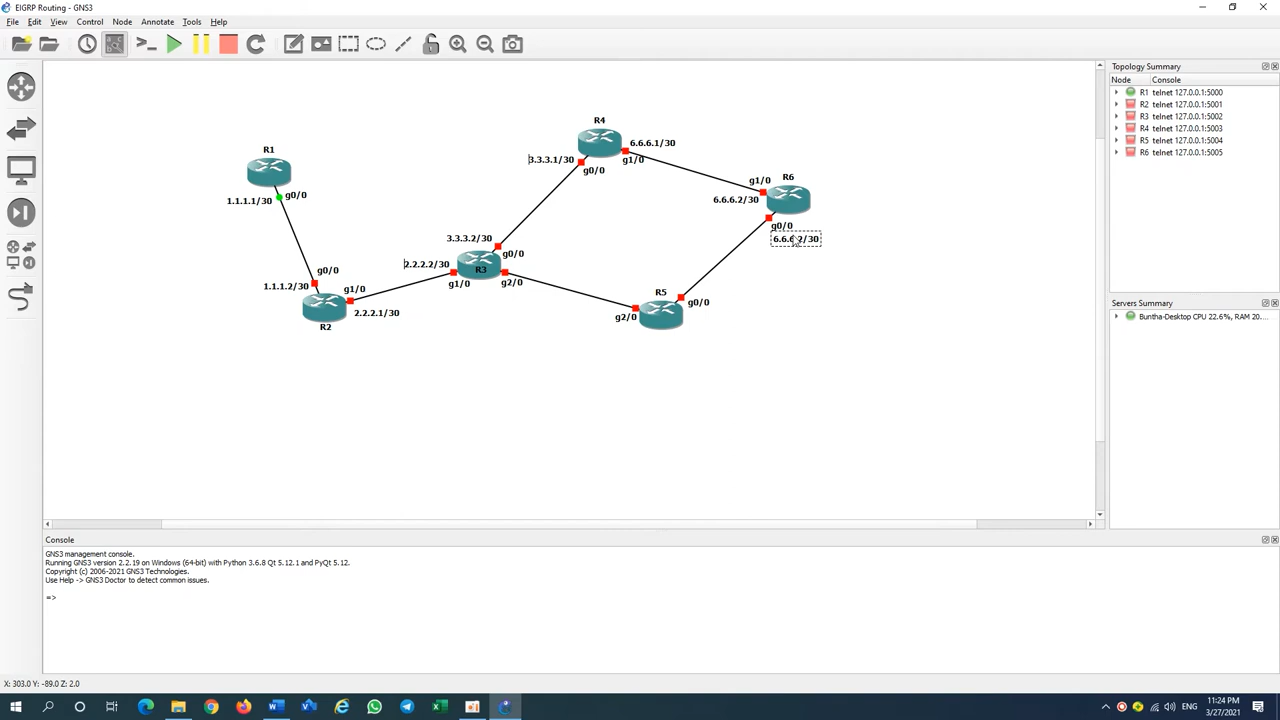 EIGRP Routing - GNS3
File Edit View Control Node Annotate Tools Help
Topology Summary
Node Console
R1 telnet 127.0.0.1:5000
R2 telnet 127.0.0.1:5001
R3 telnet 127.0.0.1:5002
R4 telnet 127.0.0.1:5003
R5 telnet 127.0.0.1:5004
R6 telnet 127.0.0.1:5005
Servers Summary
Buntha-Desktop CPU 22.6%, RAM 20....
R4
6.6.6.1/30
3.3.3.1/30
g1/0
g0/0
R1
g0/0
1.1.1.1/30
R6
g1/0
6.6.6.2/30
g0/0
6.6.6.2/30
3.3.3.2/30
g0/0
2.2.2.2/30
R3
g1/0
g2/0
g0/0
1.1.1.2/30
g1/0
2.2.2.1/30
R2
R5
g0/0
g2/0
Console
GNS3 management console.
Running GNS3 version 2.2.19 on Windows (64-bit) with Python 3.6.8 Qt 5.12.1 and PyQt 5.12.
Copyright (c) 2006-2021 GNS3 Technologies.
Use Help -> GNS3 Doctor to detect common issues.
=>
X: 303.0 Y: -89.0 Z: 2.0
ENG
11:24 PM
3/27/2021